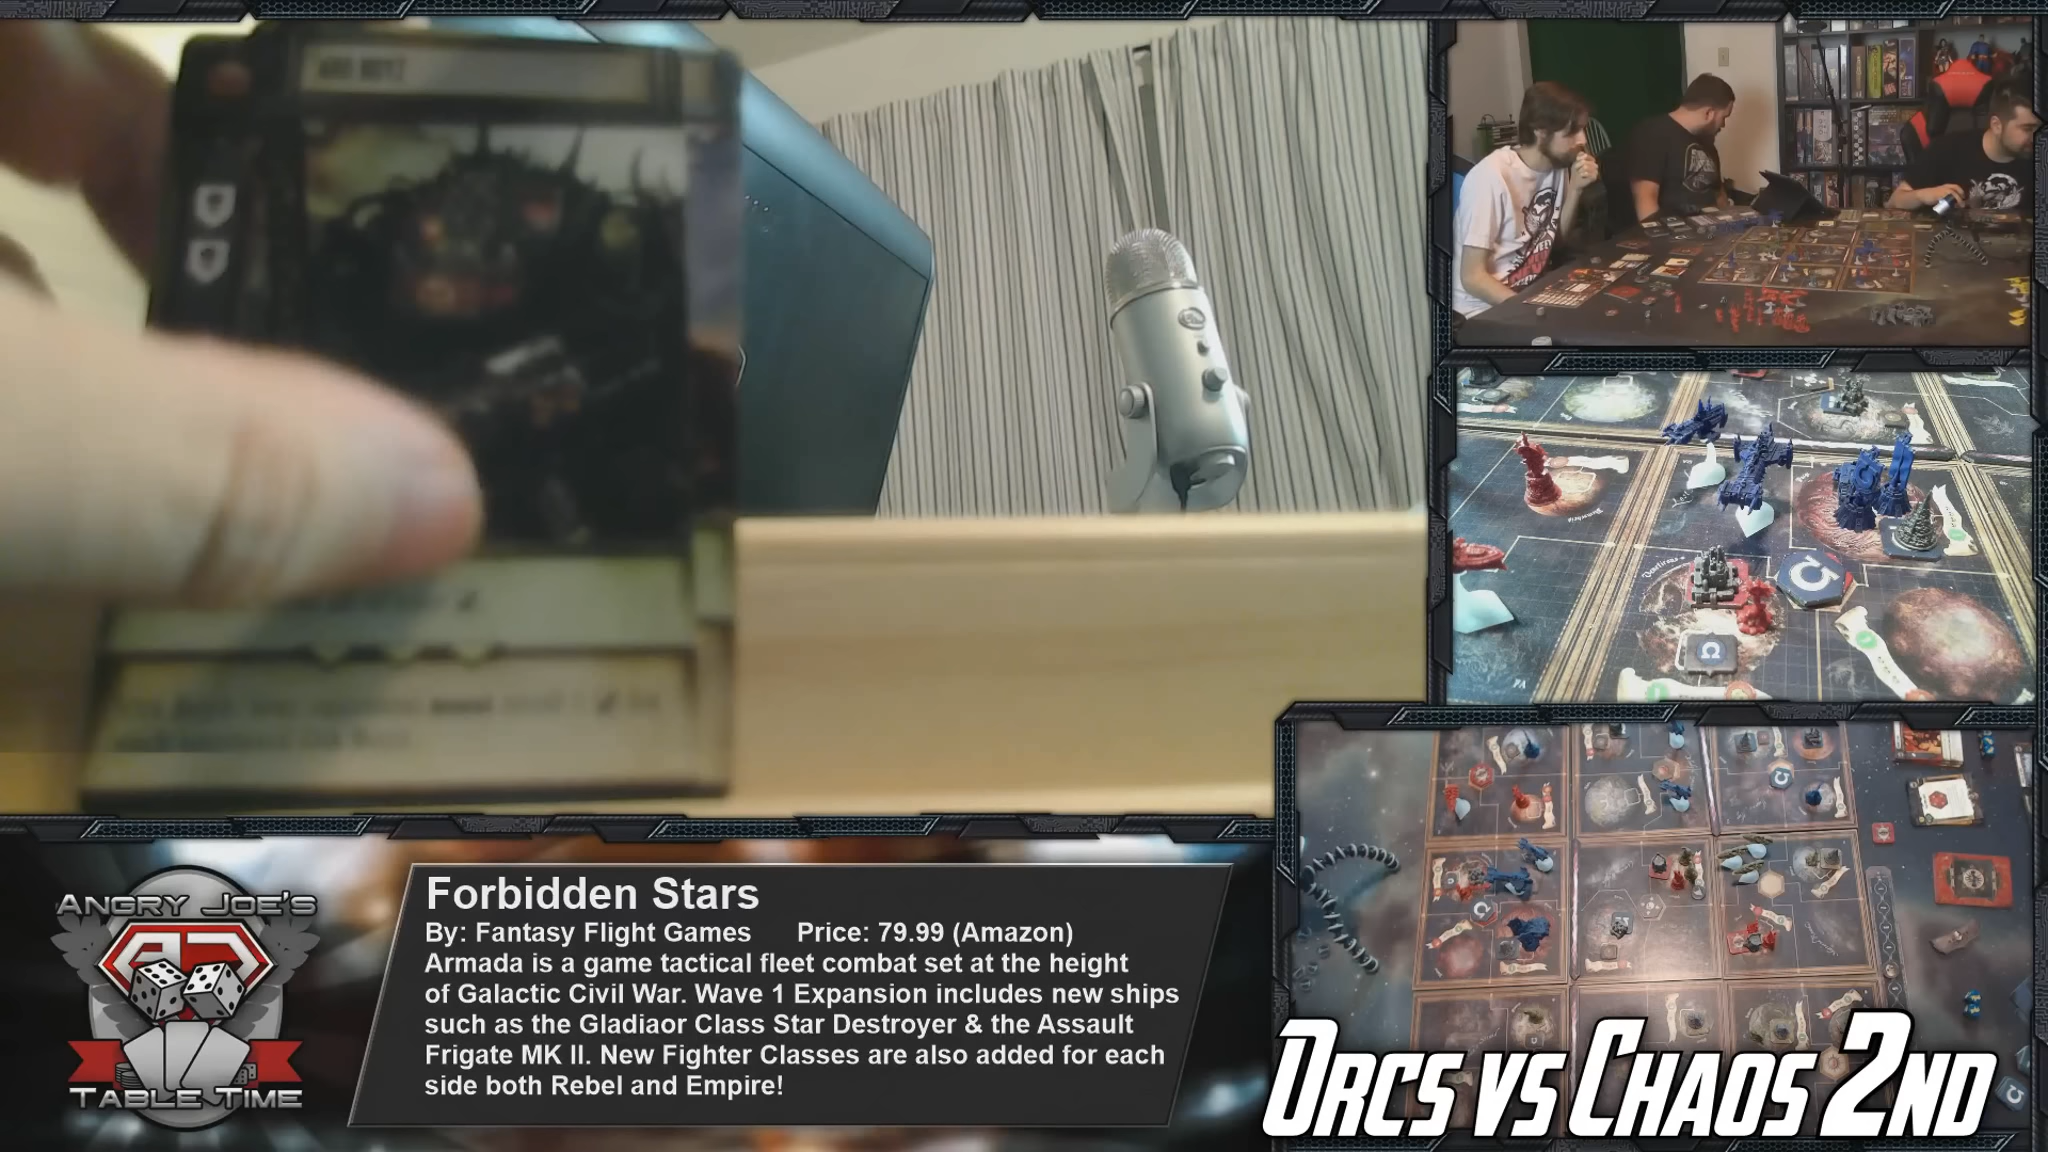 Forbidden Stars
By: Fantasy Flight Games Price: 79.99 (Amazon)
Armada is a game tactical fleet combat set at the height
of Galactic Civil War. Wave 1 Expansion includes new ships
such as the Gladiaor Class Star Destroyer & the Assault
Frigate MK II. New Fighter Classes are also added for each
side both Rebel and Empire!
ANGRY JOE'S
AJ
TABLE TIME
ORCS VS CHAOS 2ND